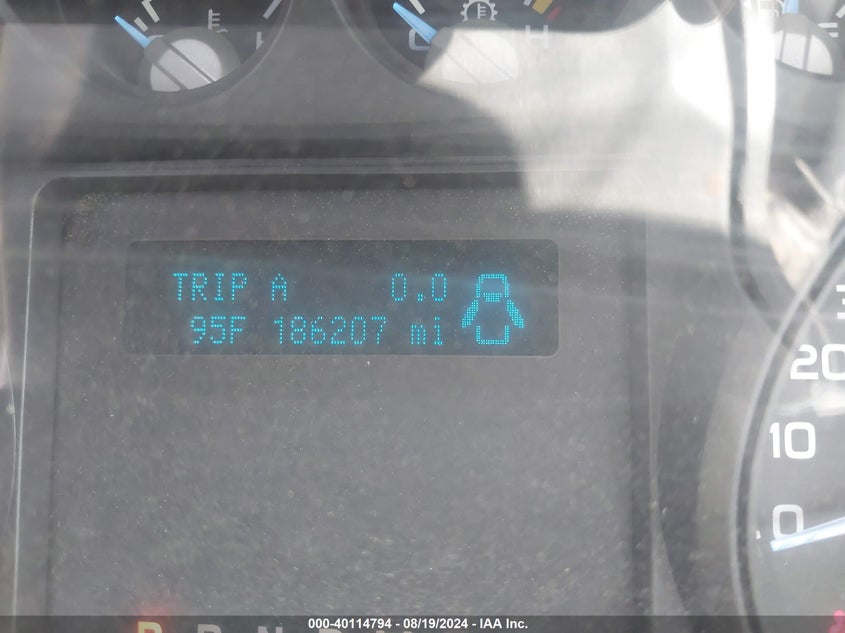 C H
TRIP A 0.0
95F 186207 mi
20
10
0
P R N D M
000-40114794 - 08/19/2024 - IAA Inc.